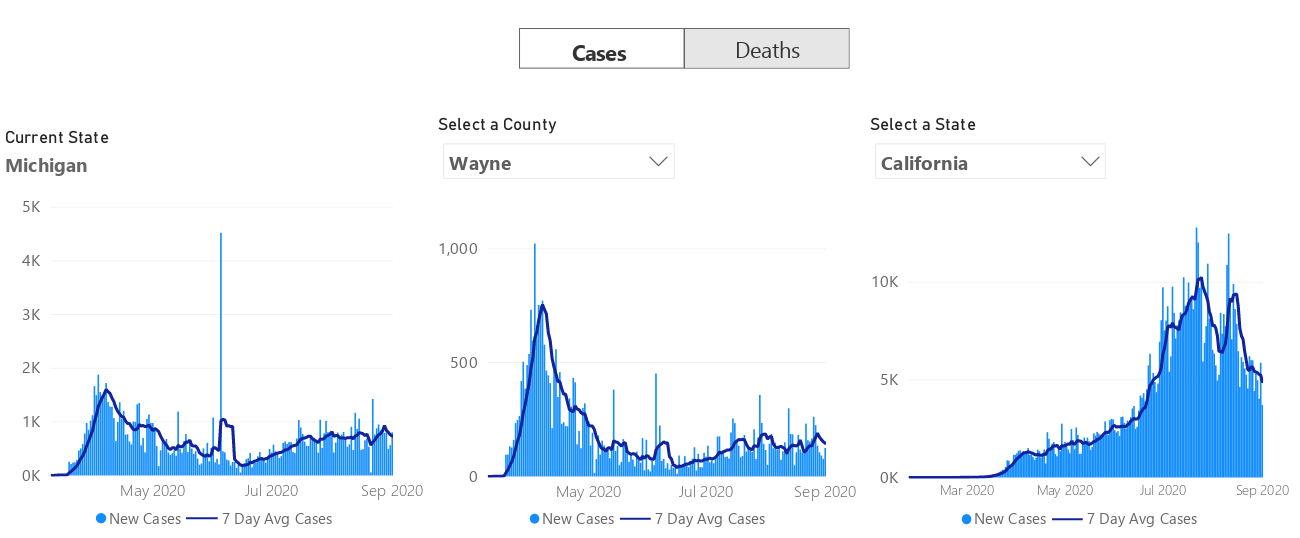 Cases
Deaths
Current State
Michigan
5K
4K
3K
2K
1K
0K
May 2020
Jul 2020
Sep 2020
New Cases
7 Day Avg Cases
Select a County
Wayne
1,000
500
0
May 2020
Jul 2020
Sep 2020
New Cases
7 Day Avg Cases
Select a State
California
10K
5K
0K
Mar 2020
May 2020
Jul 2020
Sep 2020
New Cases
7 Day Avg Cases